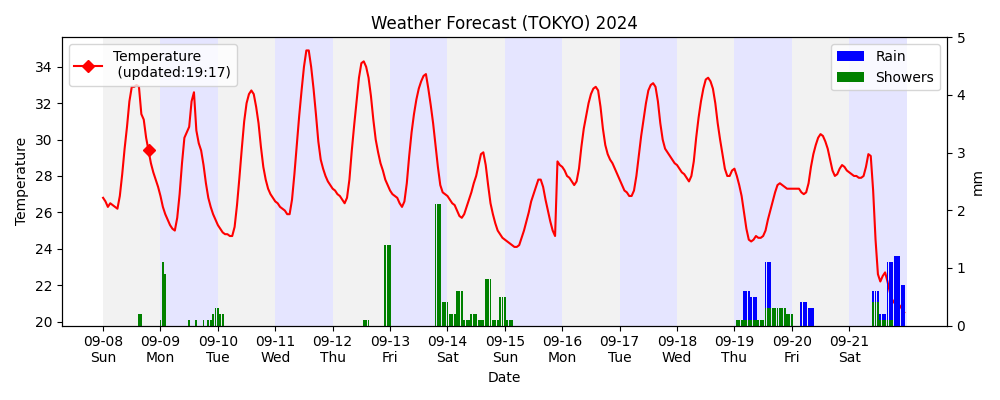 Weather Forecast (TOKYO) 2024
Temperature
(updated:19:17)
Rain
Showers
Temperature
34
32
30
28
26
24
22
20
5
4
3
2
1
0
mm
09-08 09-09 09-10 09-11 09-12 09-13 09-14 09-15 09-16 09-17 09-18 09-19 09-20 09-21
Sun Mon Tue Wed Thu Fri Sat Sun Mon Tue Wed Thu Fri Sat
Date